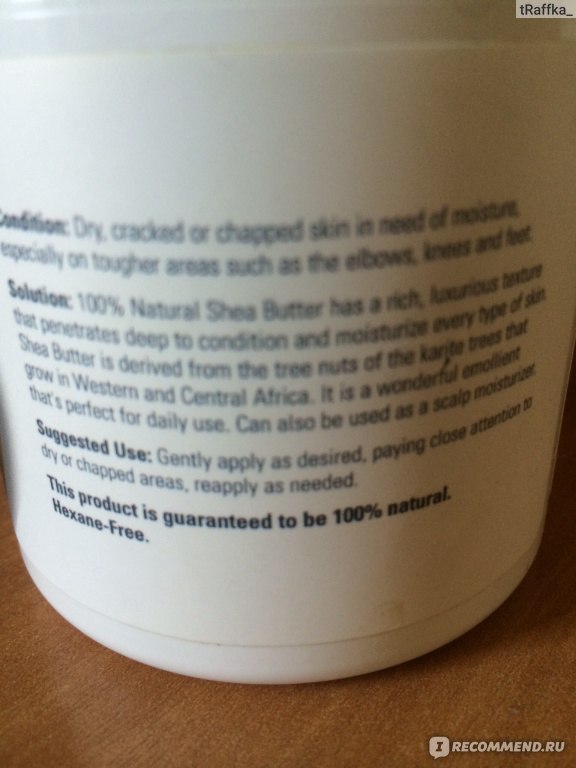 tRaffka_
Condition: Dry, cracked or chapped skin in need of moisture,
especially on tougher areas such as the elbows, knees and feet.
Solution: 100% Natural Shea Butter has a rich, luxurious texture
that penetrates deep to condition and moisturize every type of skin.
Shea Butter is derived from the tree nuts of the karite trees that
grow in Western and Central Africa. It is a wonderful emollient
that's perfect for daily use. Can also be used as a scalp moisturizer.
Suggested Use: Gently apply as desired, paying close attention to
dry or chapped areas, reapply as needed.
This product is guaranteed to be 100% natural.
Hexane-Free.
I RECOMMEND.RU